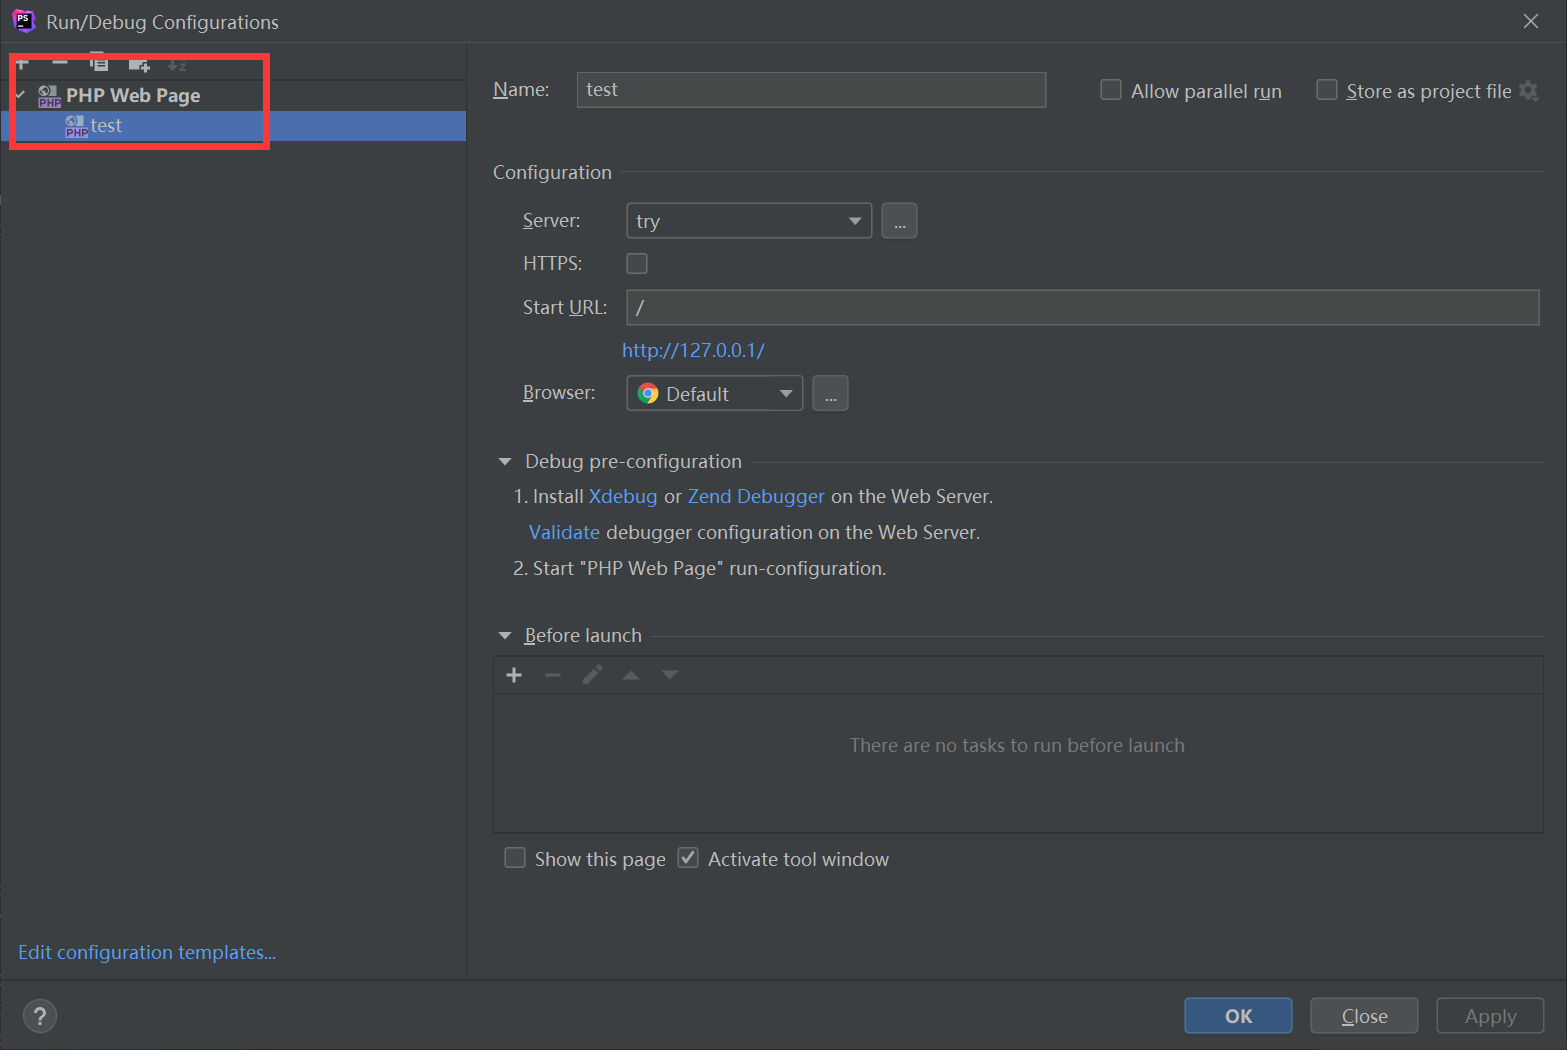 Run/Debug Configurations
PHP Web Page
test
Name: test
Allow parallel run
Store as project file
Configuration
Server: try ...
HTTPS:
Start URL: /
http://127.0.0.1/
Browser: Default ...
Debug pre-configuration
1. Install Xdebug or Zend Debugger on the Web Server.
Validate debugger configuration on the Web Server.
2. Start "PHP Web Page" run-configuration.
Before launch
There are no tasks to run before launch
Show this page
Activate tool window
Edit configuration templates...
?
OK
Close
Apply